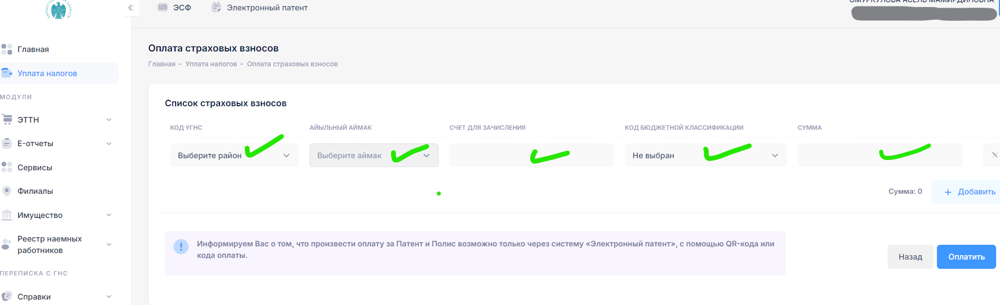 ЭСФ
Электронный патент
ОМУРКУЛОВА АСЕЛЬ МАМИРДИНОВНА
Главная
Уплата налогов
МОДУЛИ
ЭТТН
Е-отчеты
Сервисы
Филиалы
Имущество
Реестр наемных
работников
ПЕРЕПИСКА С ГНС
Справки
Оплата страховых взносов
Главная - Уплата налогов - Оплата страховых взносов
Список страховых взносов
КОД УГНС АЙЫЛЬНЫЙ АЙМАК СЧЕТ ДЛЯ ЗАЧИСЛЕНИЯ КОД БЮДЖЕТНОЙ КЛАССИФИКАЦИИ СУММА
Выберите район Выберите аймак Не выбран
Сумма: 0 + Добавить
Информируем Вас о том, что произвести оплату за Патент и Полис возможно только через систему «Электронный патент», с помощью QR-кода или
кода оплаты.
Назад Оплатить